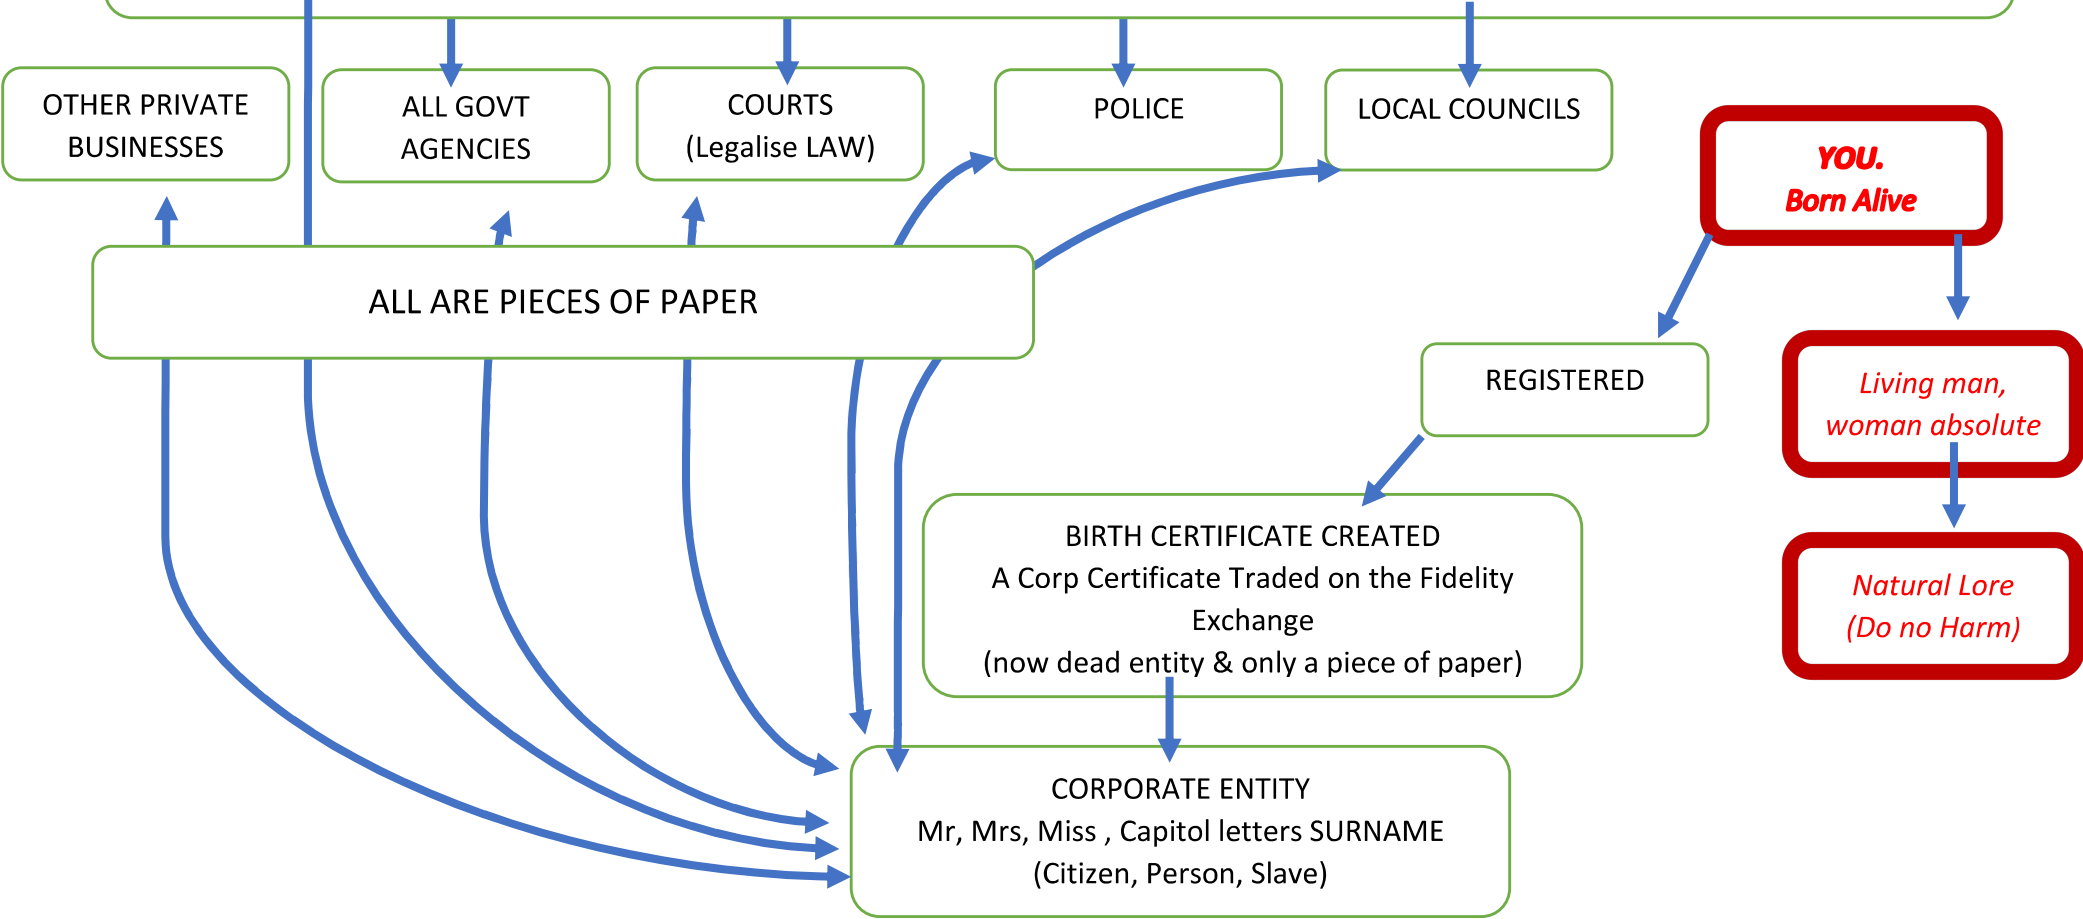 OTHER PRIVATE
BUSINESSES
ALL GOVT
AGENCIES
COURTS
(Legalise LAW)
POLICE
LOCAL COUNCILS
YOU.
Born Alive
ALL ARE PIECES OF PAPER
REGISTERED
Living man,
woman absolute
BIRTH CERTIFICATE CREATED
A Corp Certificate Traded on the Fidelity
Exchange
(now dead entity & only a piece of paper)
Natural Lore
(Do no Harm)
CORPORATE ENTITY
Mr, Mrs, Miss , Capitol letters SURNAME
(Citizen, Person, Slave)